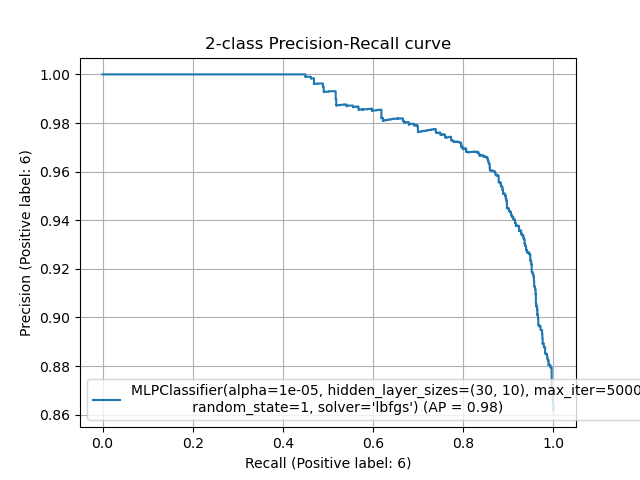 2-class Precision-Recall curve
1.00
0.98
0.96
0.94
0.92
0.90
0.88
0.86
Precision (Positive label: 6)
MLPClassifier(alpha=1e-05, hidden_layer_sizes=(30, 10), max_iter=5000
random_state=1, solver='lbfgs') (AP = 0.98)
0.0 0.2 0.4 0.6 0.8 1.0
Recall (Positive label: 6)